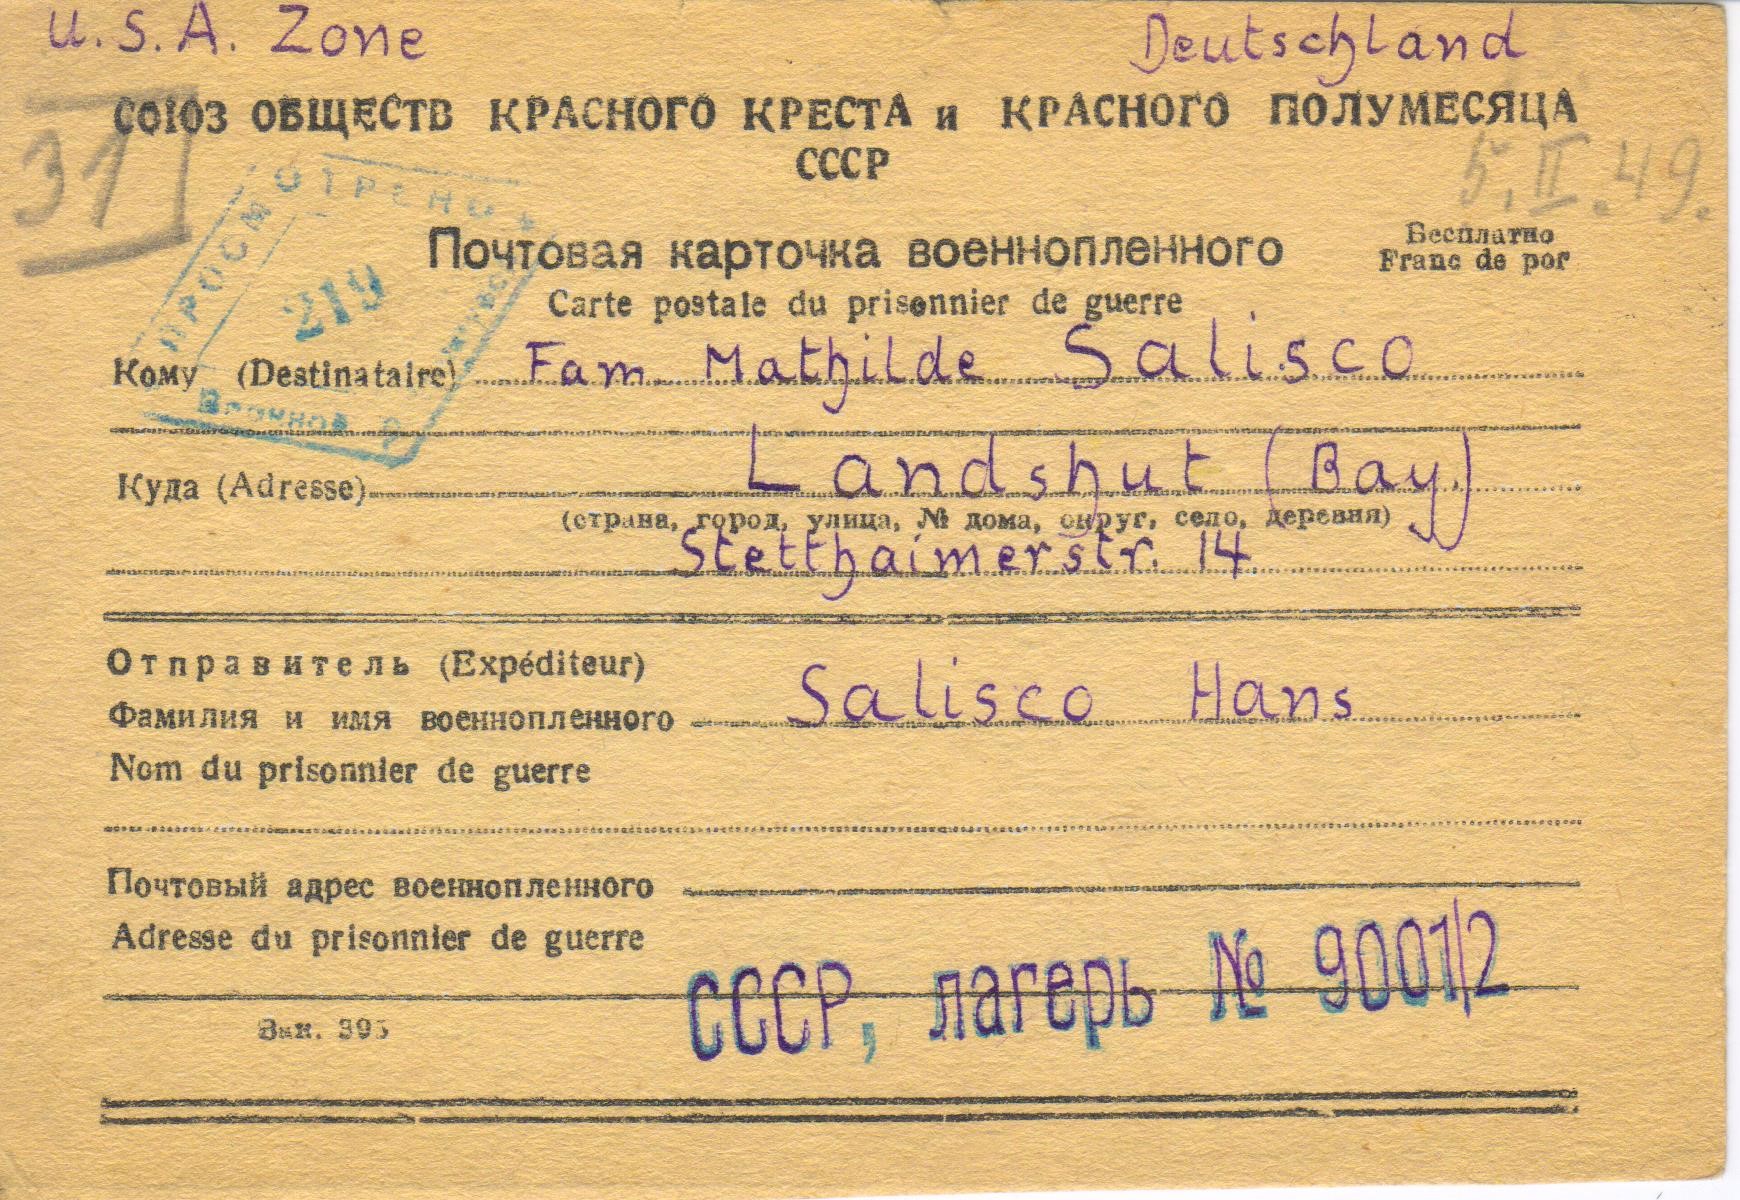 U.S.A. Zone Deutschland
СОЮЗ ОБЩЕСТВ КРАСНОГО КРЕСТА и КРАСНОГО ПОЛУМЕСЯЦА
СССР
31
5.II.49.
ПРОСМОТРЕНО
219
Почтовая карточка военнопленного
Бесплатно
Franc de por
Carte postale du prisonnier de guerre
Кому (Destinataire) Fam Mathilde Salisco
Куда (Adresse) Landshut (Bay.)
(страна, город, улица, № дома, округ, село, деревня)
Stetthaimerstr. 14
Отправитель (Expéditeur)
Фамилия и имя военнопленного Salisco Hans
Nom du prisonnier de guerre
Почтовый адрес военнопленного
Adresse du prisonnier de guerre
СССР, лагерь № 9001/2
Зак. 395